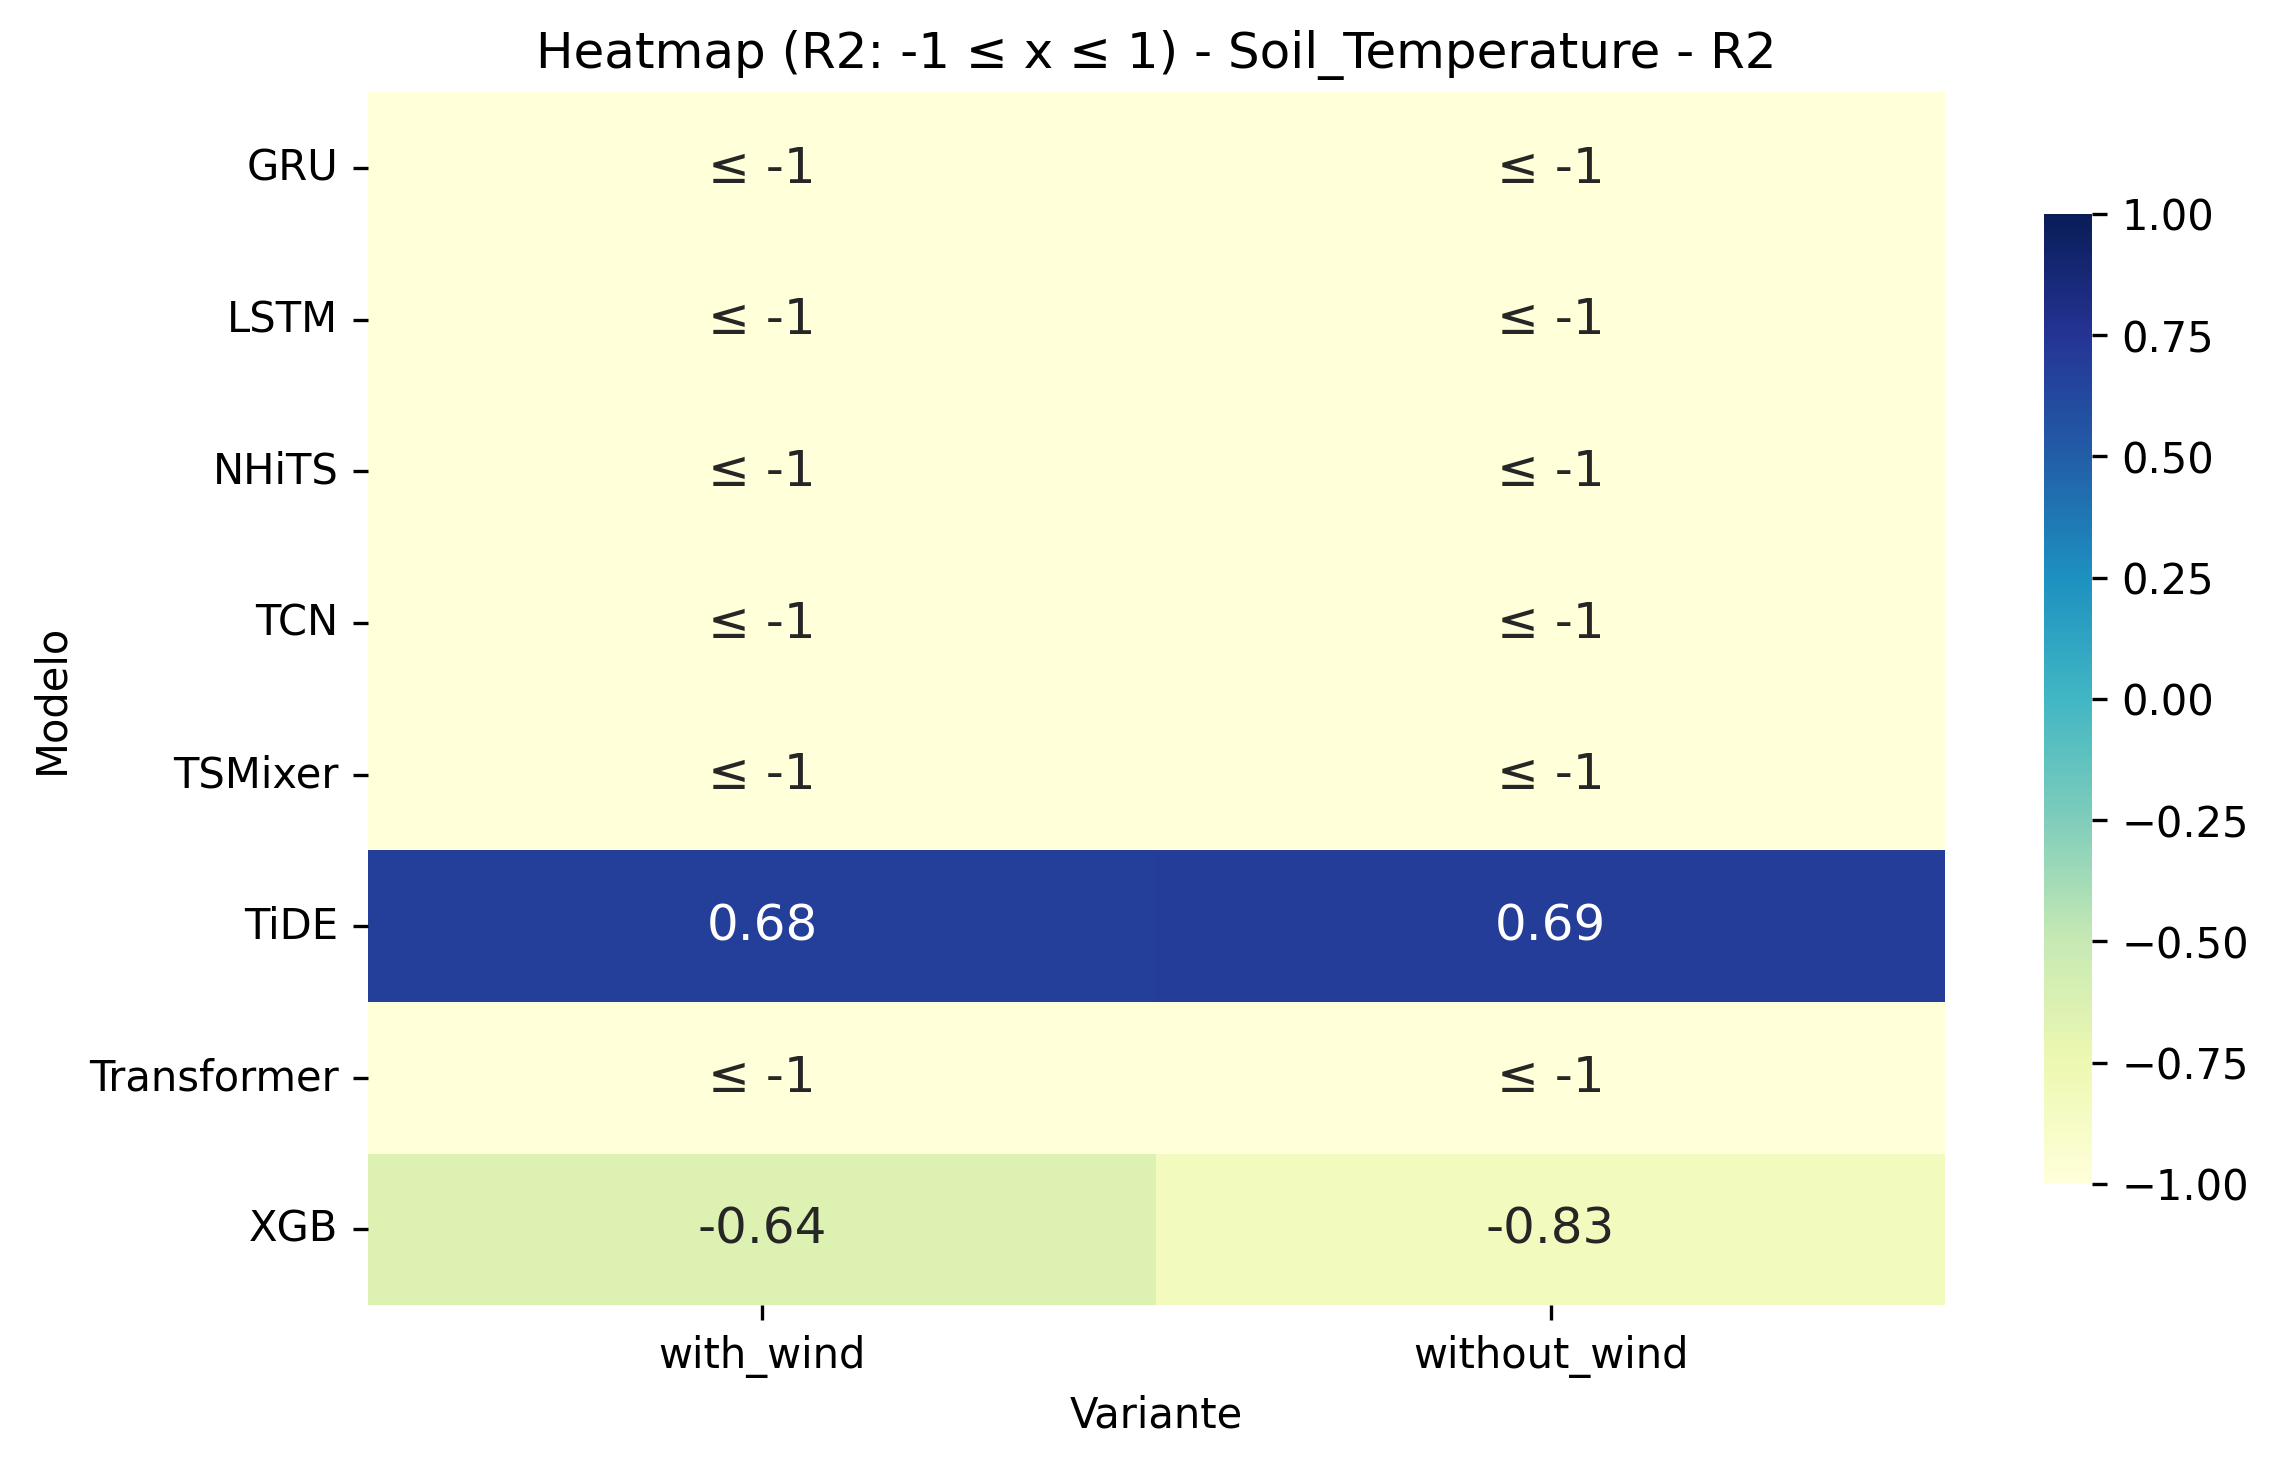 Heatmap (R2: -1 ≤ x ≤ 1) - Soil_Temperature - R2
Modelo
GRU ≤ -1 ≤ -1
LSTM ≤ -1 ≤ -1
NHiTS ≤ -1 ≤ -1
TCN ≤ -1 ≤ -1
TSMixer ≤ -1 ≤ -1
TiDE 0.68 0.69
Transformer ≤ -1 ≤ -1
XGB -0.64 -0.83
with_wind without_wind
Variante
1.00
0.75
0.50
0.25
0.00
−0.25
−0.50
−0.75
−1.00